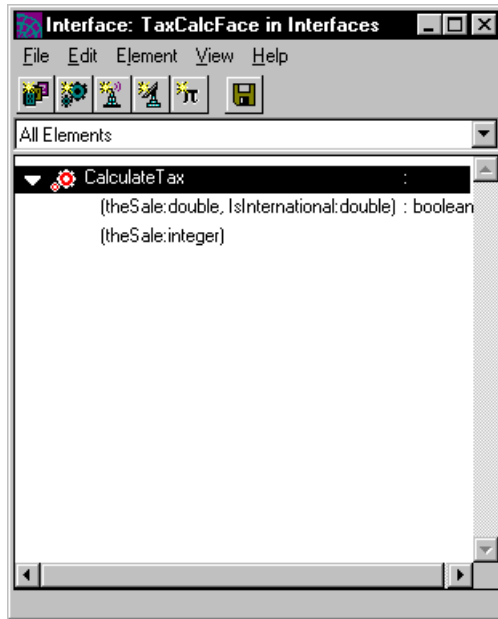 Interface: TaxCalcFace in Interfaces
File Edit Element View Help
All Elements
CalculateTax :
(theSale:double, IsInternational:double) : boolean
(theSale:integer)